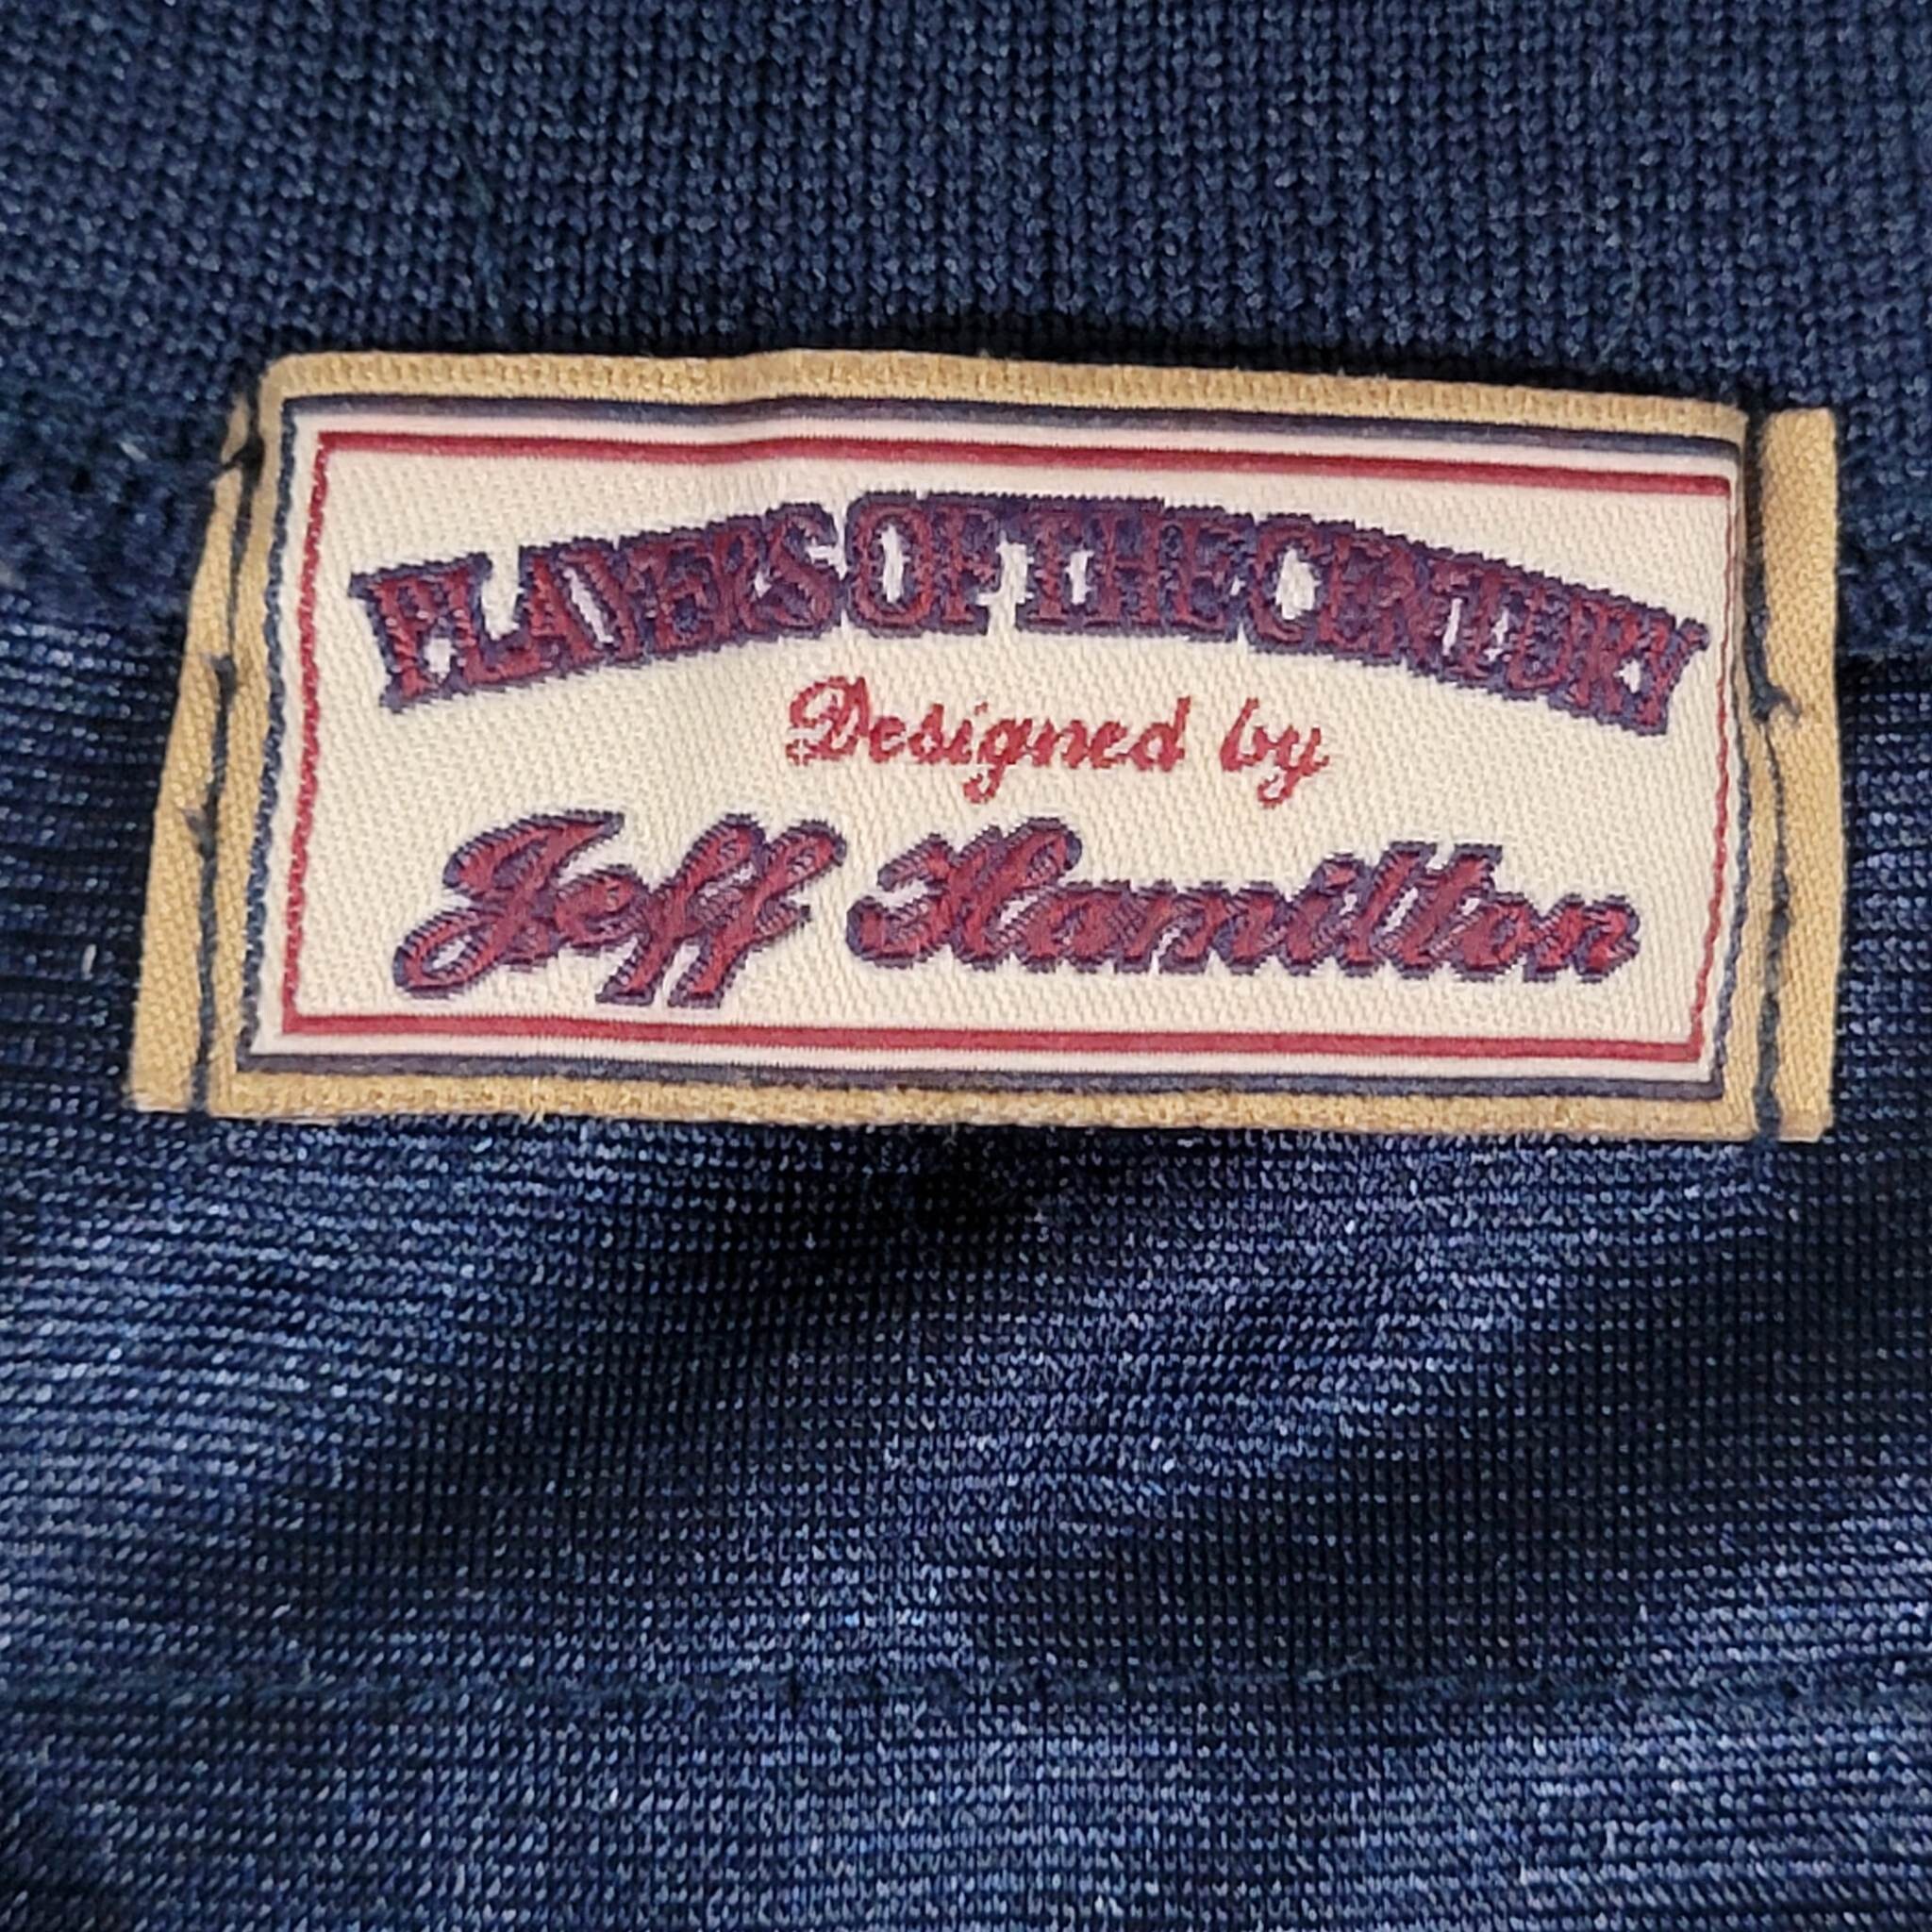 PLAYERS OF THE CENTURY
Designed by
Jeff Hamilton